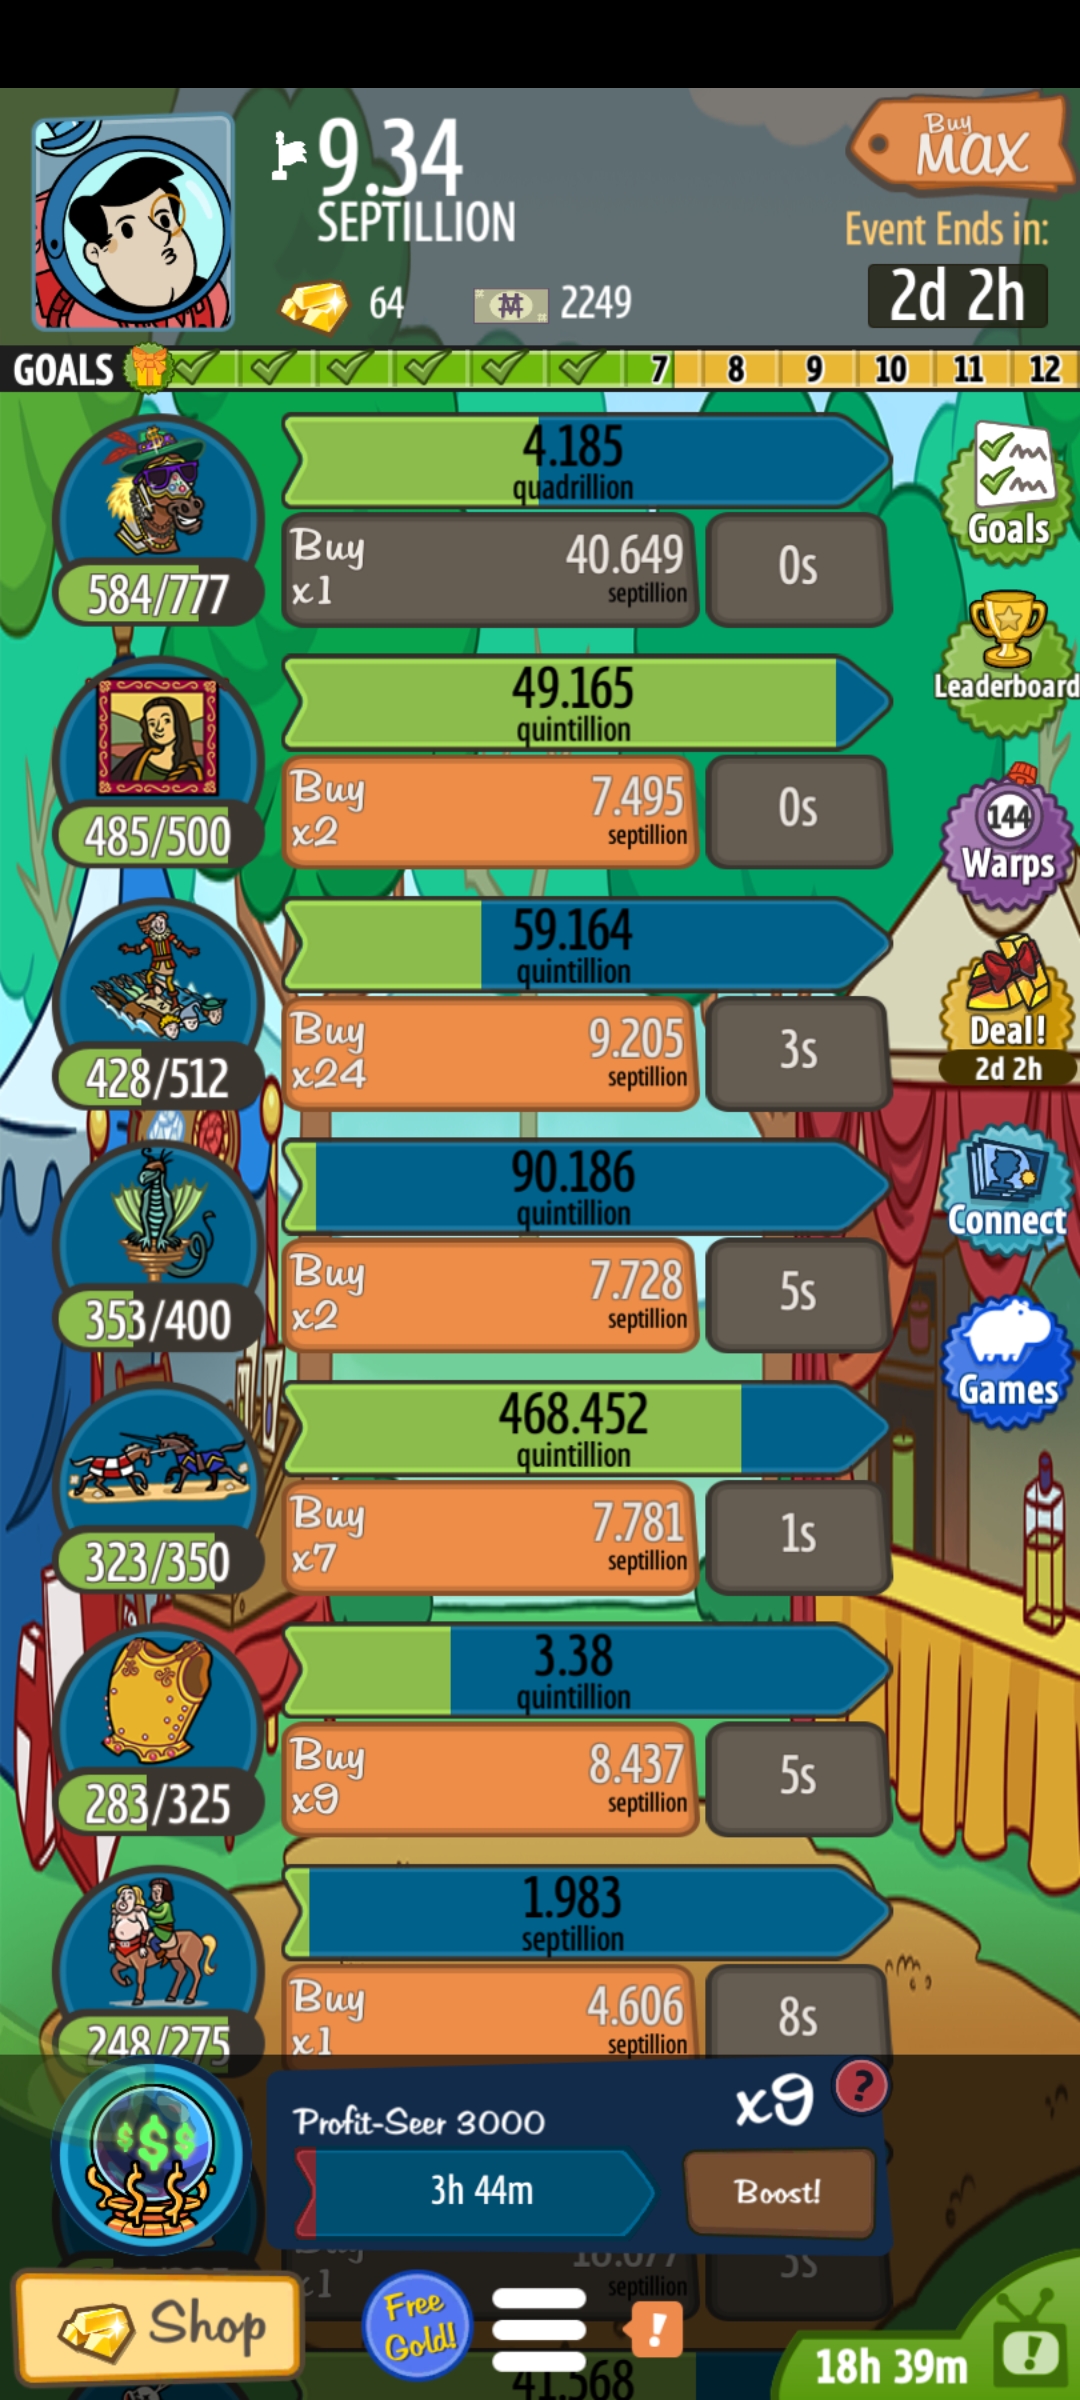 9.34
SEPTILLION
64
2249
Buy
MAX
Event Ends in:
2d 2h
GOALS
7 8 9 10 11 12
4.185
quadrillion
584/777
Buy
x1
40.649
septillion
0s
Goals
Leaderboard
49.165
quintillion
485/500
Buy
x2
7.495
septillion
0s
144
Warps
59.164
quintillion
428/512
Buy
x24
9.205
septillion
3s
Deal!
2d 2h
90.186
quintillion
353/400
Buy
x2
7.728
septillion
5s
Connect
Games
468.452
quintillion
323/350
Buy
x7
7.781
septillion
1s
3.38
quintillion
283/325
Buy
x9
8.437
septillion
5s
1.983
septillion
248/275
Buy
x1
4.606
septillion
8s
$$$
Profit-Seer 3000
x9
?
3h 44m
Boost!
x1
septillion
Shop
Free
Gold!
!
18h 39m
!
41.568